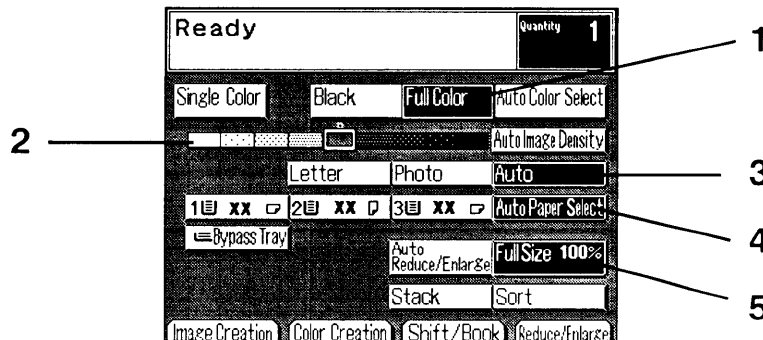 Ready
Quantity 1
1
Single Color Black Full Color Auto Color Select
2
Auto Image Density
Letter Photo Auto
3
1 XX 2 XX 3 XX Auto Paper Select
4
Bypass Tray
Auto Reduce/Enlarge
Full Size 100%
5
Stack Sort
Image Creation Color Creation Shift/Book Reduce/Enlarge